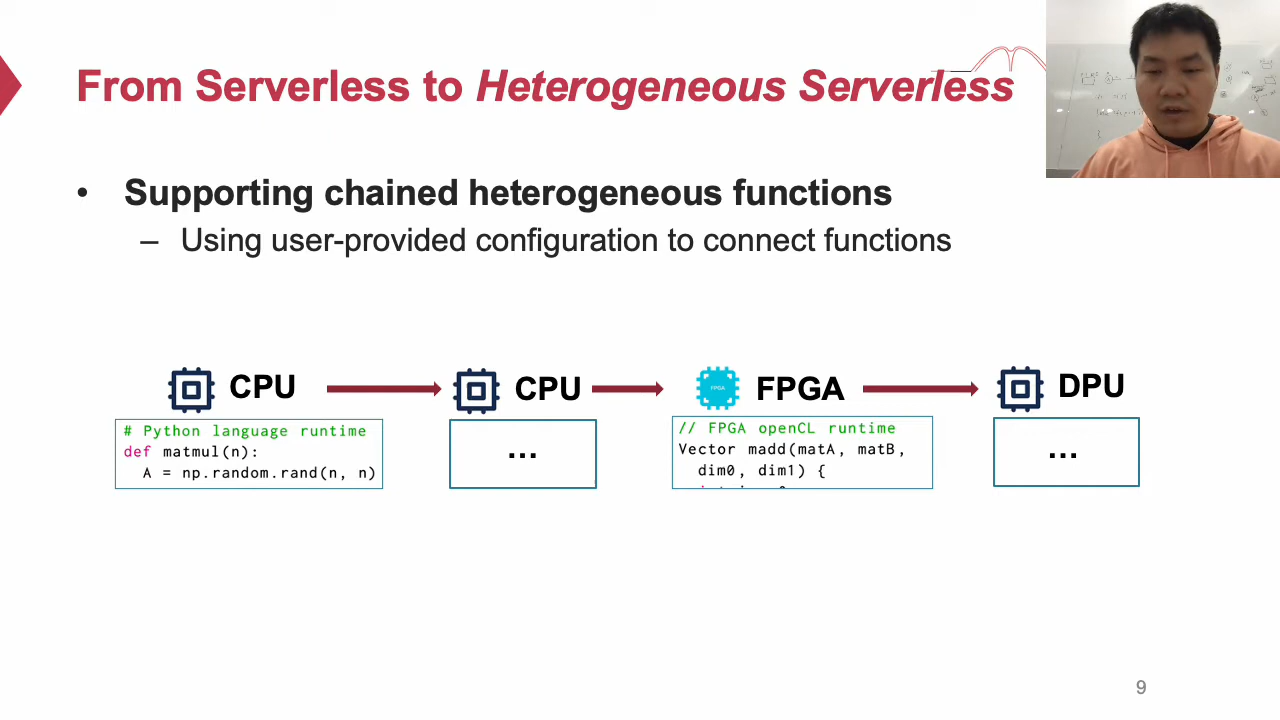 From Serverless to Heterogeneous Serverless
• Supporting chained heterogeneous functions
– Using user-provided configuration to connect functions
CPU
CPU
FPGA
FPGA
DPU
# Python language runtime
def matmul(n):
A = np.random.rand(n, n)
...
// FPGA openCL runtime
Vector madd(matA, matB,
dim0, dim1) {
...
9